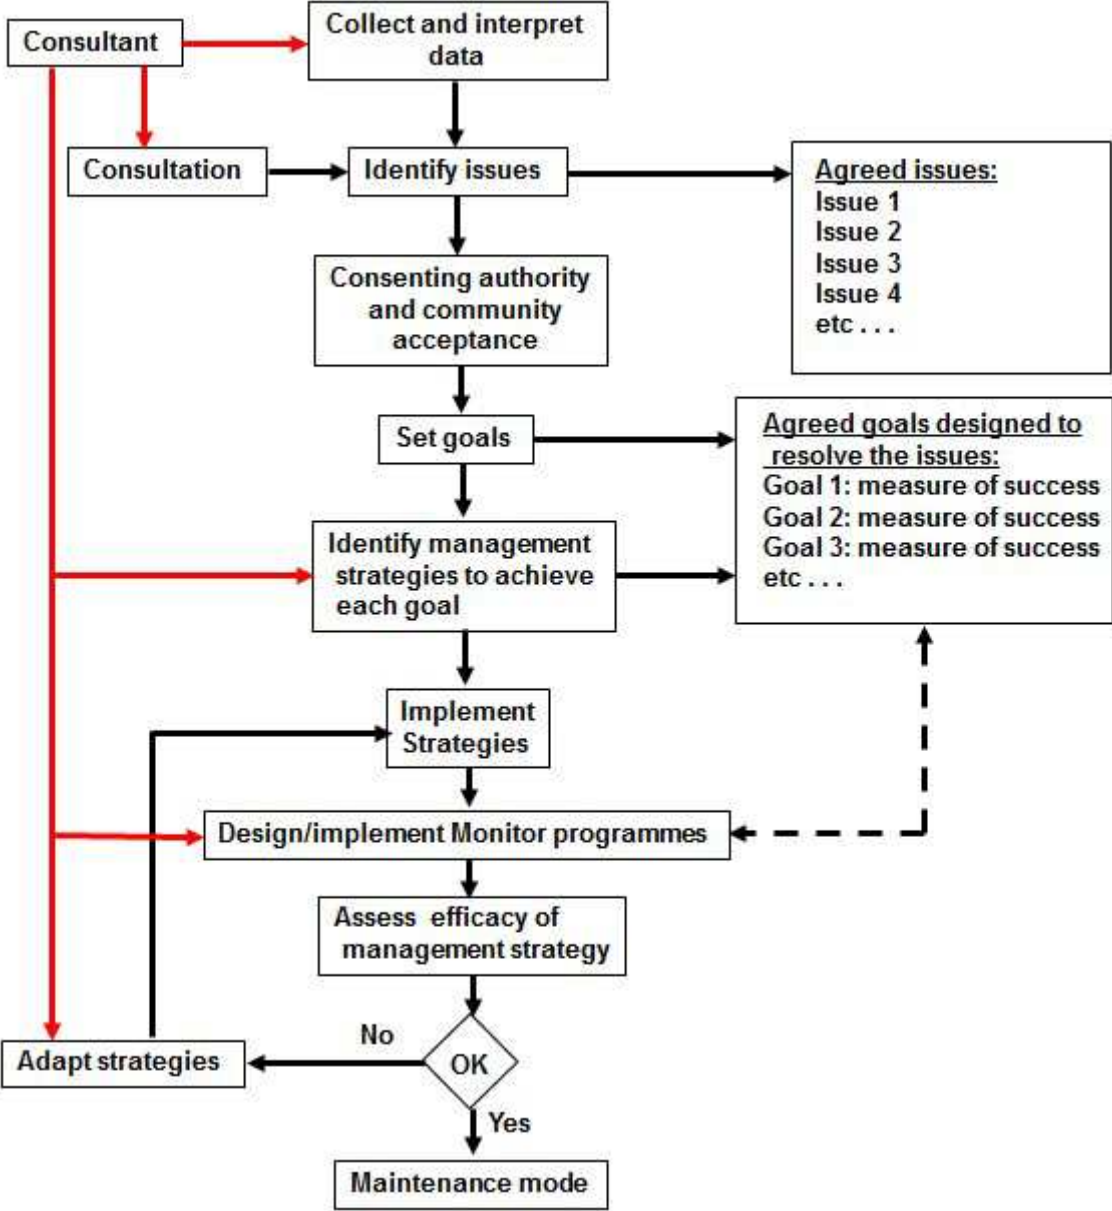 Consultant
Collect and interpret
data
Consultation
Identify issues
Agreed issues:
Issue 1
Issue 2
Issue 3
Issue 4
etc . . .
Consenting authority
and community
acceptance
Set goals
Agreed goals designed to
resolve the issues:
Goal 1: measure of success
Goal 2: measure of success
Goal 3: measure of success
etc . . .
Identify management
strategies to achieve
each goal
Implement
Strategies
Design/implement Monitor programmes
Assess efficacy of
management strategy
No
OK
Adapt strategies
Yes
Maintenance mode